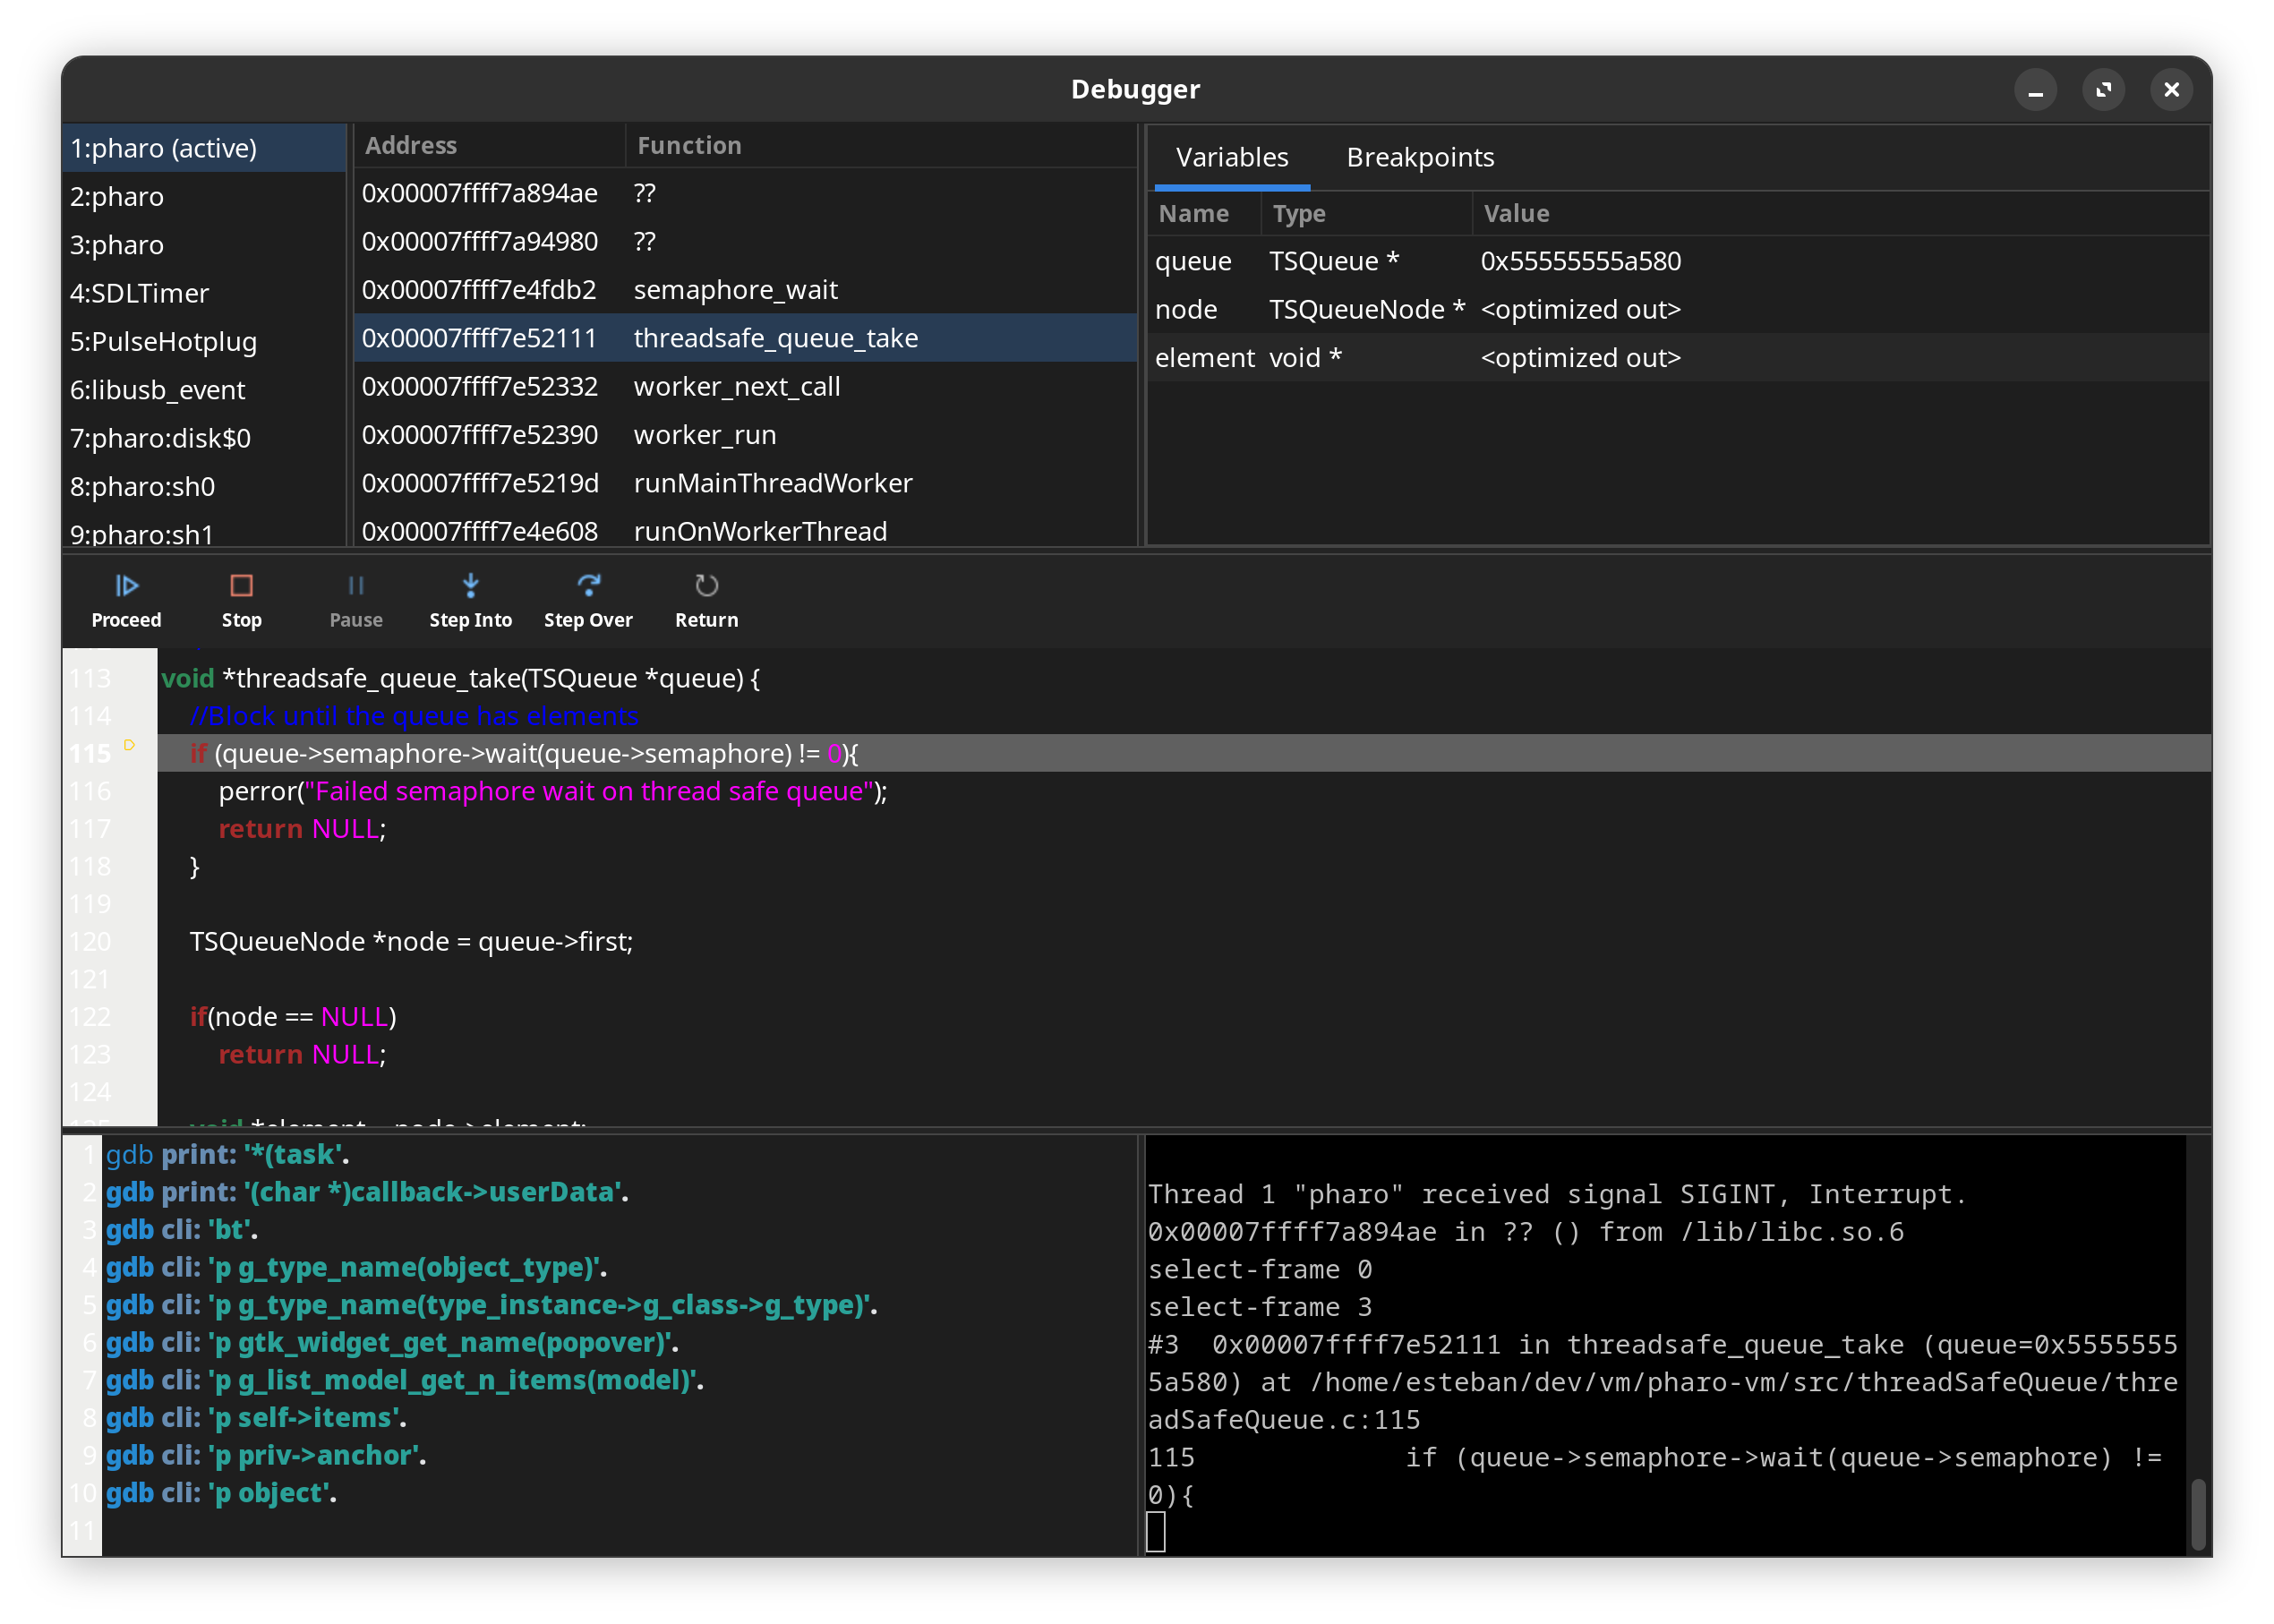 Debugger
1:pharo (active)
2:pharo
3:pharo
4:SDLTimer
5:PulseHotplug
6:libusb_event
7:pharo:disk$0
8:pharo:sh0
9:pharo:sh1
Address Function
0x00007ffff7a894ae ??
0x00007ffff7a94980 ??
0x00007ffff7e4fdb2 semaphore_wait
0x00007ffff7e52111 threadsafe_queue_take
0x00007ffff7e52332 worker_next_call
0x00007ffff7e52390 worker_run
0x00007ffff7e5219d runMainThreadWorker
0x00007ffff7e4e608 runOnWorkerThread
Variables Breakpoints
Name Type Value
queue TSQueue * 0x55555555a580
node TSQueueNode * <optimized out>
element void * <optimized out>
Proceed Stop Pause Step Into Step Over Return
113 void *threadsafe_queue_take(TSQueue *queue) {
114 //Block until the queue has elements
115 if (queue->semaphore->wait(queue->semaphore) != 0){
116 perror("Failed semaphore wait on thread safe queue");
117 return NULL;
118 }
119
120 TSQueueNode *node = queue->first;
121
122 if(node == NULL)
123 return NULL;
124
125 void *element = node->element;
1 gdb print: '*(task'.
2 gdb print: '(char *)callback->userData'.
3 gdb cli: 'bt'.
4 gdb cli: 'p g_type_name(object_type)'.
5 gdb cli: 'p g_type_name(type_instance->g_class->g_type)'.
6 gdb cli: 'p gtk_widget_get_name(popover)'.
7 gdb cli: 'p g_list_model_get_n_items(model)'.
8 gdb cli: 'p self->items'.
9 gdb cli: 'p priv->anchor'.
10 gdb cli: 'p object'.
11
Thread 1 "pharo" received signal SIGINT, Interrupt.
0x00007ffff7a894ae in ?? () from /lib/libc.so.6
select-frame 0
select-frame 3
#3 0x00007ffff7e52111 in threadsafe_queue_take (queue=0x5555555
5a580) at /home/esteban/dev/vm/pharo-vm/src/threadSafeQueue/thre
adSafeQueue.c:115
115 if (queue->semaphore->wait(queue->semaphore) !=
0){